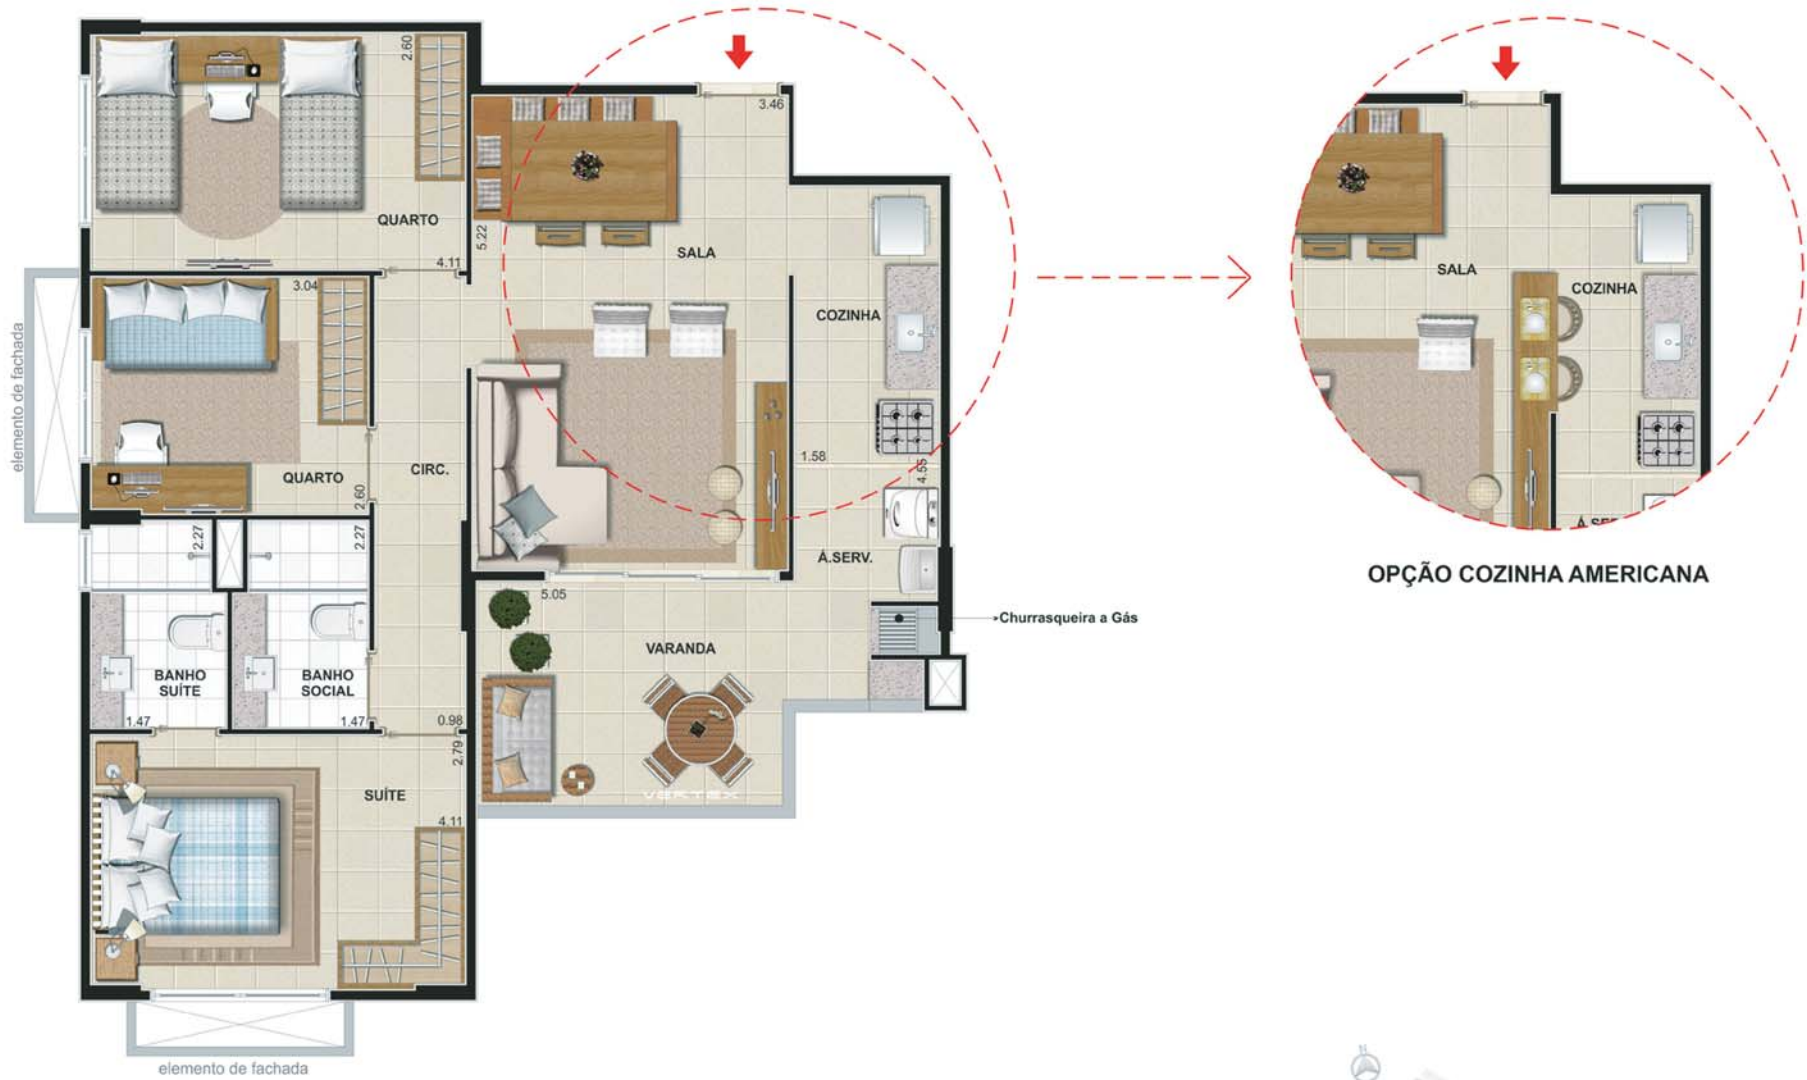 2.60
3.46
QUARTO
5.22
SALA
4.11
3.04
COZINHA
elemento de fachada
QUARTO
CIRC.
1.58
4.55
2.60
2.27
2.27
Á.SERV.
5.05
Churrasqueira a Gás
VARANDA
BANHO
SUÍTE
BANHO
SOCIAL
1.47
1.47
0.98
2.79
SUÍTE
VERTEX
4.11
elemento de fachada
SALA
COZINHA
OPÇÃO COZINHA AMERICANA
N